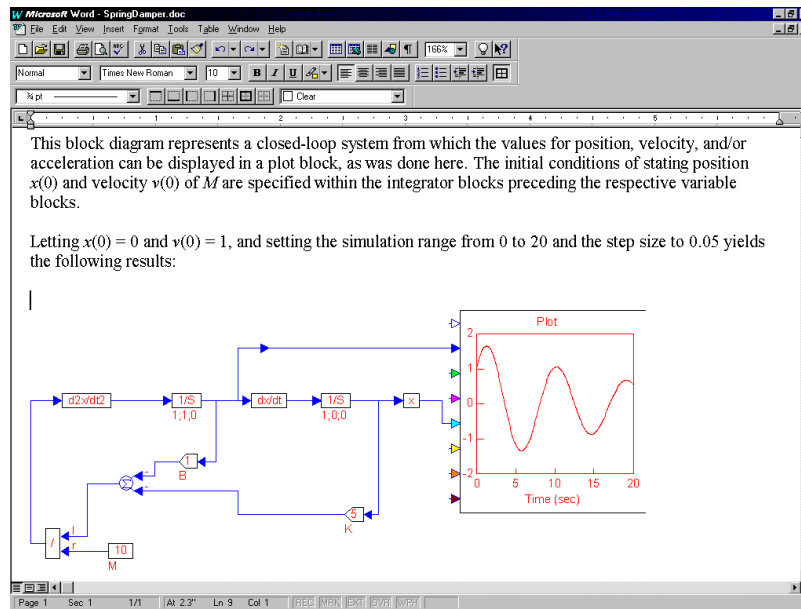 Microsoft Word - SpringDamper.doc
File Edit View Insert Format Tools Table Window Help
166%
Normal Times New Roman 10 B I U
¾ pt Clear
1 1 2 3 4 5
This block diagram represents a closed-loop system from which the values for position, velocity, and/or
acceleration can be displayed in a plot block, as was done here. The initial conditions of stating position
x(0) and velocity v(0) of M are specified within the integrator blocks preceding the respective variable
blocks.
Letting x(0) = 0 and v(0) = 1, and setting the simulation range from 0 to 20 and the step size to 0.05 yields
the following results:
Plot
2
1
0
-1
-2
0 5 10 15 20
Time (sec)
d2x/dt2 1/S dx/dt 1/S x
1;1;0 1;0;0
1
B
Σ
- -
5
K
l
/
r
10
M
Page 1 Sec 1 1/1 At 2.3" Ln 9 Col 1 REC MRK EXT OVR WPH